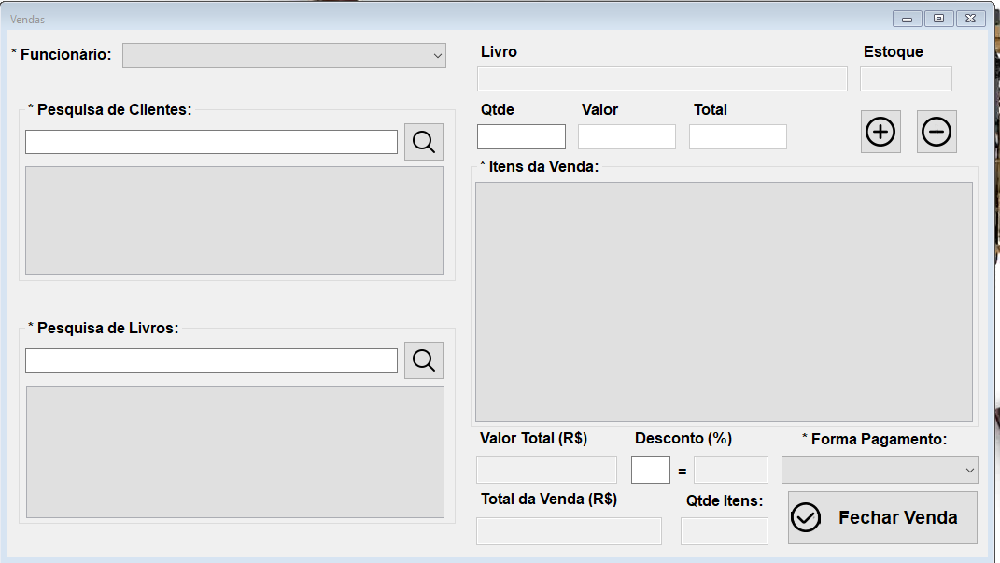 Vendas
* Funcionário:
* Pesquisa de Clientes:
* Pesquisa de Livros:
Livro
Estoque
Qtde
Valor
Total
* Itens da Venda:
Valor Total (R$)
Desconto (%)
* Forma Pagamento:
=
Total da Venda (R$)
Qtde Itens:
Fechar Venda